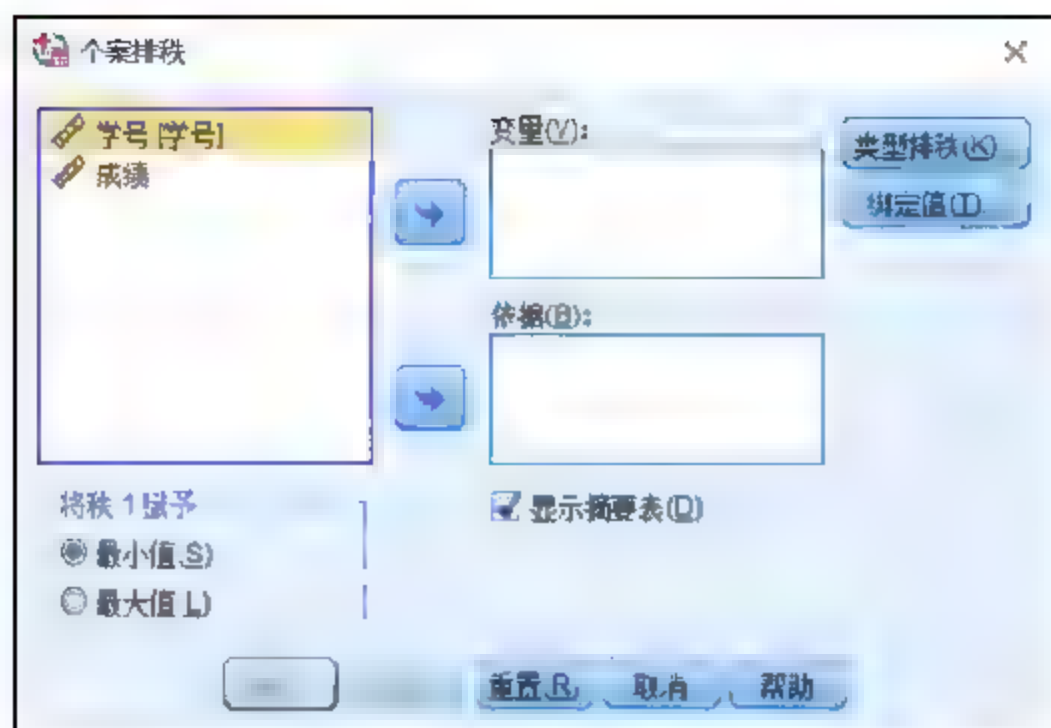 个案排秩
学号 [学号]
成绩
变量(V):
类型排秩(K)
绑定值(T)
依据(B):
将秩 1 赋予
最小值(S)
最大值(L)
显示摘要表(D)
重置(R)
取消
帮助